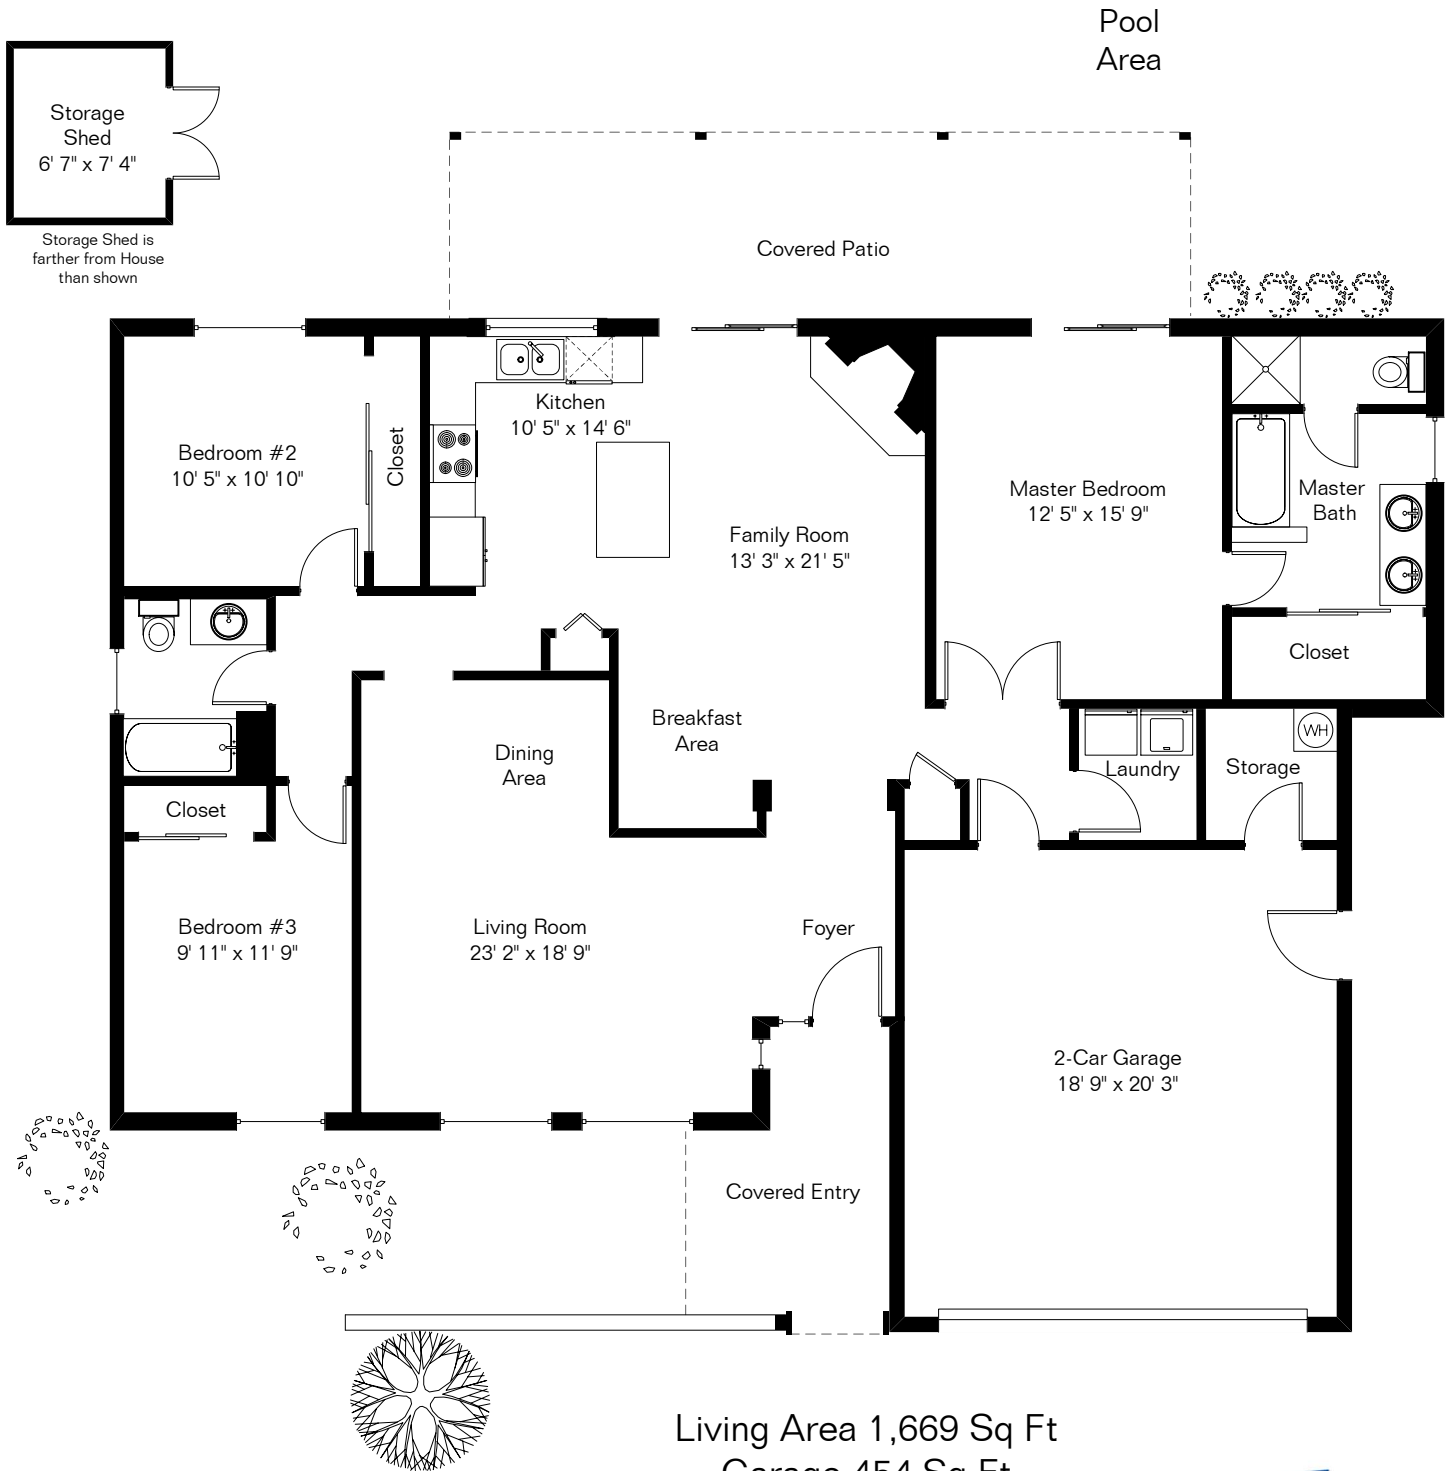 Pool
Area
Storage
Shed
6' 7" x 7' 4"
Storage Shed is
farther from House
than shown
Covered Patio
Kitchen
10' 5" x 14' 6"
Bedroom #2
10' 5" x 10' 10"
Closet
Master Bedroom
12' 5" x 15' 9"
Master
Bath
Family Room
13' 3" x 21' 5"
Closet
Breakfast
Area
Dining
Area
WH
Laundry
Storage
Closet
Bedroom #3
9' 11" x 11' 9"
Living Room
23' 2" x 18' 9"
Foyer
2-Car Garage
18' 9" x 20' 3"
Covered Entry
Living Area 1,669 Sq Ft
Garage 454 Sq Ft